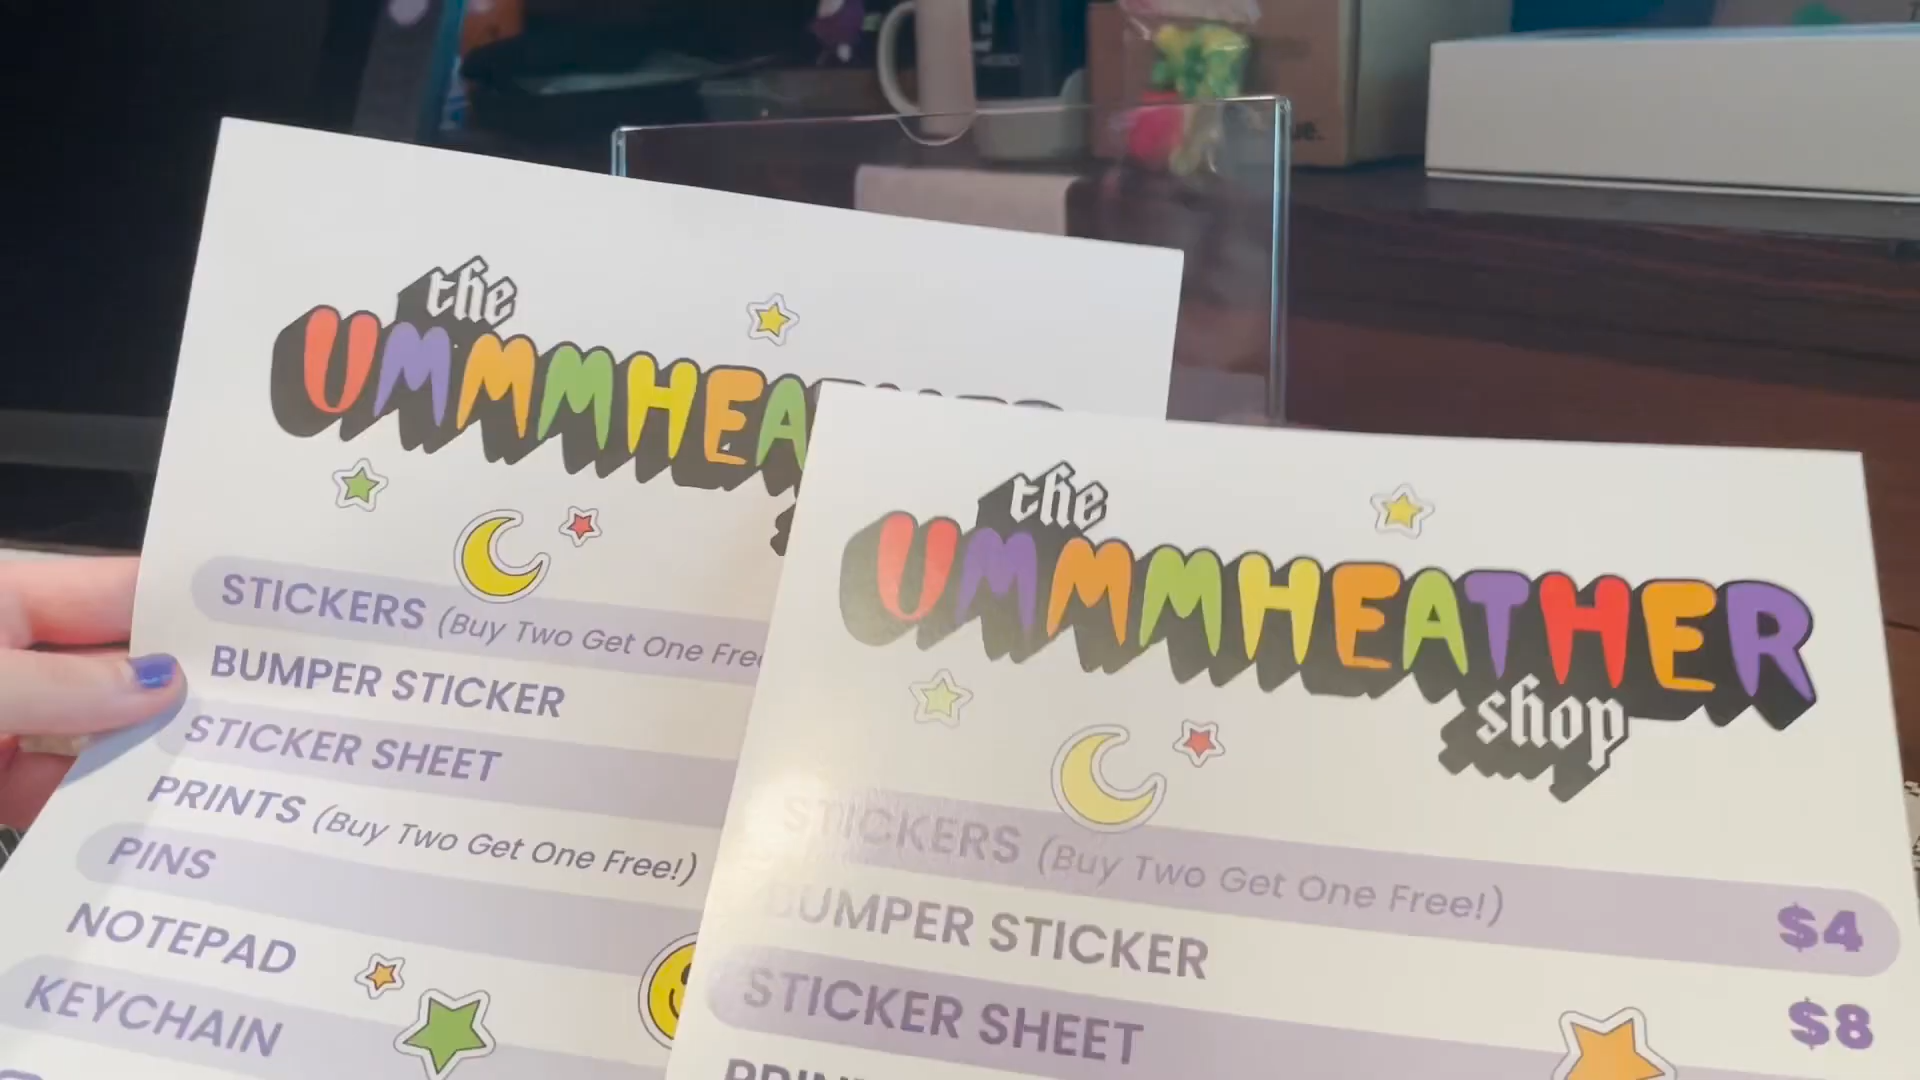 the
UMMMHEA
STICKERS (Buy Two Get One Free
BUMPER STICKER
STICKER SHEET
PRINTS (Buy Two Get One Free!)
PINS
NOTEPAD
KEYCHAIN
the
UMMMHEATHER
shop
STICKERS (Buy Two Get One Free!) $4
BUMPER STICKER $8
STICKER SHEET
ue.